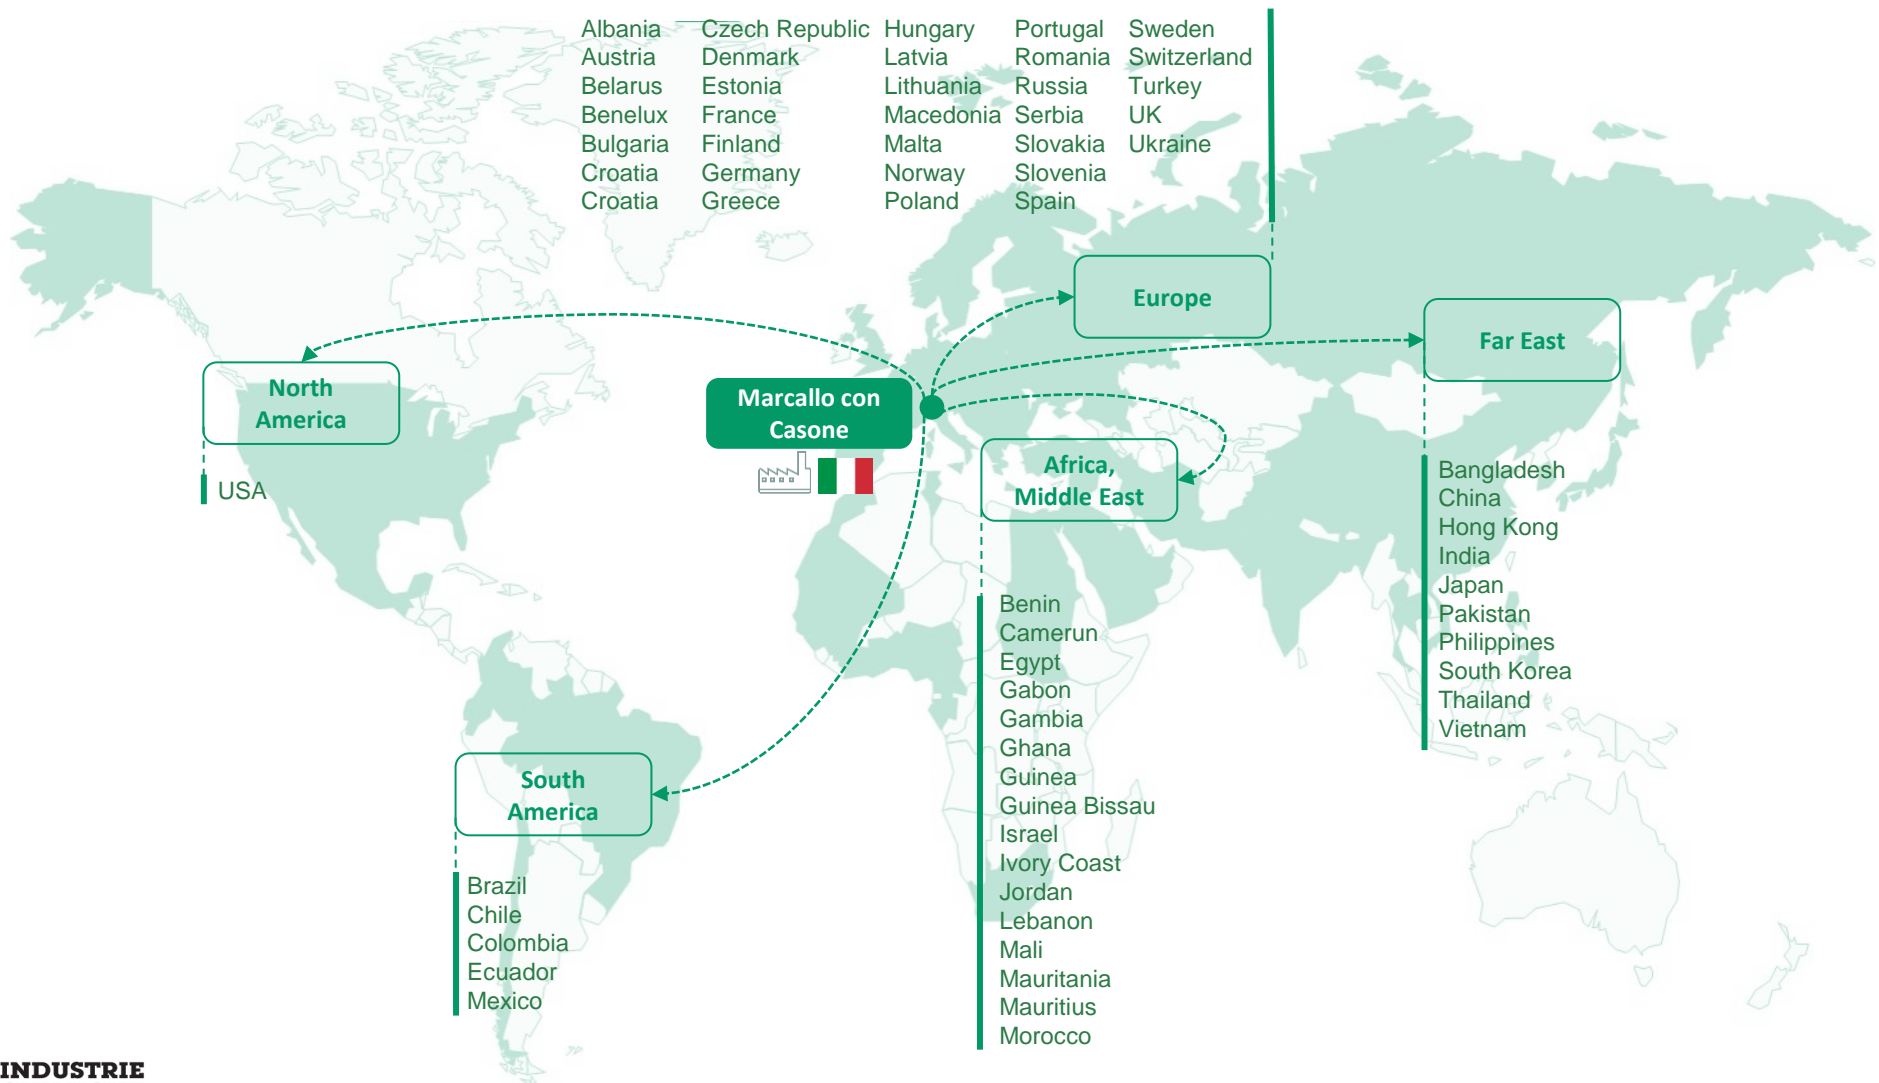 Albania
Austria
Belarus
Benelux
Bulgaria
Croatia
Croatia
Czech Republic
Denmark
Estonia
France
Finland
Germany
Greece
Hungary
Latvia
Lithuania
Macedonia
Malta
Norway
Poland
Portugal
Romania
Russia
Serbia
Slovakia
Slovenia
Spain
Sweden
Switzerland
Turkey
UK
Ukraine
Europe
Far East
North
America
Marcallo con
Casone
Africa,
Middle East
USA
Bangladesh
China
Hong Kong
India
Japan
Pakistan
Philippines
South Korea
Thailand
Vietnam
Benin
Camerun
Egypt
Gabon
Gambia
Ghana
Guinea
Guinea Bissau
Israel
Ivory Coast
Jordan
Lebanon
Mali
Mauritania
Mauritius
Morocco
South
America
Brazil
Chile
Colombia
Ecuador
Mexico
INDUSTRIE